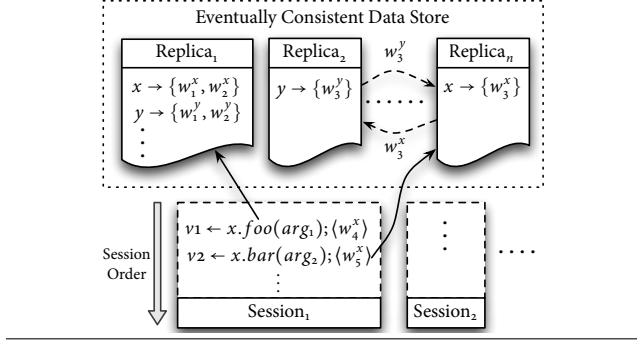 Eventually Consistent Data Store
Replica₁
x → {w₁ˣ, w₂ˣ}
y → {w₁ʸ, w₂ʸ}
⋮
Replica₂
y → {w₃ʸ}
w₃ʸ
......
w₃ˣ
Replicaₙ
x → {w₃ˣ}
Session
Order
v1 ← x.foo(arg₁);⟨w₄ˣ⟩
v2 ← x.bar(arg₂);⟨w₅ˣ⟩
⋮
Session₁
⋮
Session₂
....